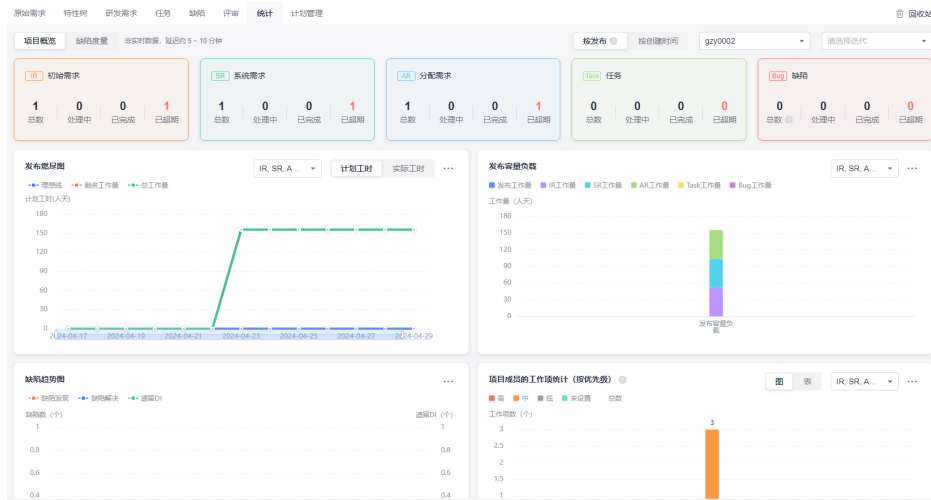 原始需求 特性树 研发需求 任务 缺陷 评审 统计 计划管理 回收站
项目概览 缺陷度量 非实时数据，延迟约 5 ~ 10 分钟 按发布 按创建时间 gzy0002 请选择迭代
IR 初始需求 SR 系统需求 AR 分配需求 Task 任务 Bug 缺陷
1 0 0 1 1 0 0 1 1 0 0 1 0 0 0 0 0 0 0 0
总数 处理中 已完成 已超期 总数 处理中 已完成 已超期 总数 处理中 已完成 已超期 总数 处理中 已完成 已超期 总数 处理中 已完成 已超期
发布燃尽图 IR, SR, A... 计划工时 实际工时 ...
理想线 剩余工作量 总工作量
计划工时(人天)
180
150
120
90
60
30
0
2024-04-17 2024-04-19 2024-04-21 2024-04-23 2024-04-25 2024-04-27 2024-04-29
发布容量负载 IR, SR, A... ...
发布工作量 IR工作量 SR工作量 AR工作量 Task工作量 Bug工作量
工作量 (人天)
180
150
120
90
60
30
0
发布容量负
载
缺陷趋势图 ...
缺陷发现 缺陷解决 遗留DI
缺陷数 (个) 遗留DI (个)
1 1
0.8 0.8
0.6 0.6
0.4 0.4
项目成员的工作项统计（按优先级） 图 表 IR, SR, A... ...
高 中 低 未设置 总数
工作项数 (个)
3
3
2.5
2
1.5
1